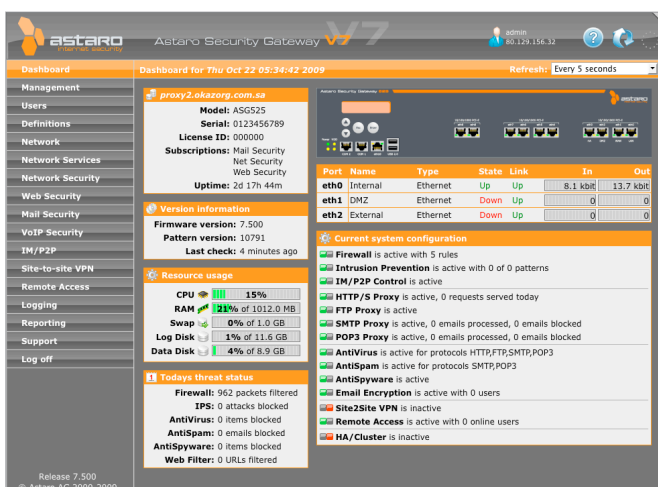 astaro
internet security
Astaro Security Gateway V7
admin
80.129.156.32
Dashboard
Dashboard for Thu Oct 22 05:34:42 2009
Refresh: Every 5 seconds
Management
Users
Definitions
Network
Network Services
Network Security
Web Security
Mail Security
VoIP Security
IM/P2P
Site-to-site VPN
Remote Access
Logging
Reporting
Support
Log off
Release 7.500
© Astaro AG 2000-2009
proxy2.okazorg.com.sa
Model: ASG525
Serial: 0123456789
License ID: 000000
Subscriptions: Mail Security
Net Security
Web Security
Uptime: 2d 17h 44m
Version information
Firmware version: 7.500
Pattern version: 10791
Last check: 4 minutes ago
Resource usage
CPU 15%
RAM 21% of 1012.0 MB
Swap 0% of 1.0 GB
Log Disk 1% of 11.6 GB
Data Disk 4% of 8.9 GB
Todays threat status
Firewall: 962 packets filtered
IPS: 0 attacks blocked
AntiVirus: 0 items blocked
AntiSpam: 0 emails blocked
AntiSpyware: 0 items blocked
Web Filter: 0 URLs filtered
Astaro Security Gateway
astaro
Port Name Type State Link In Out
eth0 Internal Ethernet Up Up 8.1 kbit 13.7 kbit
eth1 DMZ Ethernet Down Up 0 0
eth2 External Ethernet Down Up 0 0
Current system configuration
Firewall is active with 5 rules
Intrusion Prevention is active with 0 of 0 patterns
IM/P2P Control is active
HTTP/S Proxy is active, 0 requests served today
FTP Proxy is active
SMTP Proxy is active, 0 emails processed, 0 emails blocked
POP3 Proxy is active, 0 emails processed, 0 emails blocked
AntiVirus is active for protocols HTTP,FTP,SMTP,POP3
AntiSpam is active for protocols SMTP,POP3
AntiSpyware is active
Email Encryption is active with 0 users
Site2Site VPN is inactive
Remote Access is active with 0 online users
HA/Cluster is inactive